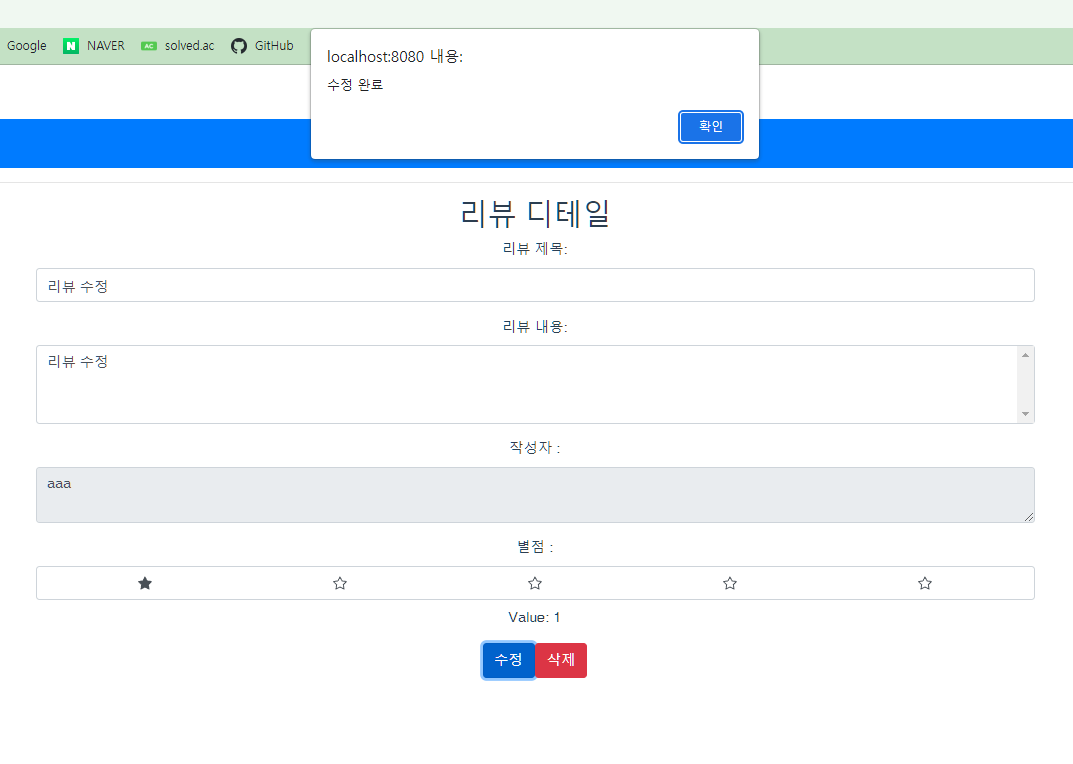 Google NAVER AC solved.ac GitHub
localhost:8080 내용:
수정 완료
확인
리뷰 디테일
리뷰 제목:
리뷰 수정
리뷰 내용:
리뷰 수정
작성자 :
aaa
별점 :
Value: 1
수정 삭제